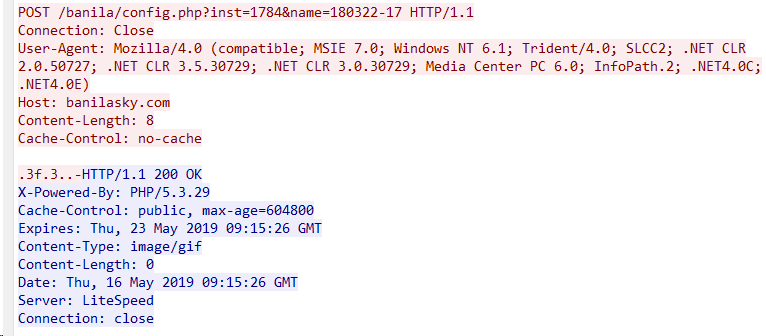 POST /banila/config.php?inst=1784&name=180322-17 HTTP/1.1
Connection: Close
User-Agent: Mozilla/4.0 (compatible; MSIE 7.0; Windows NT 6.1; Trident/4.0; SLCC2; .NET CLR
2.0.50727; .NET CLR 3.5.30729; .NET CLR 3.0.30729; Media Center PC 6.0; InfoPath.2; .NET4.0C;
.NET4.0E)
Host: banilasky.com
Content-Length: 8
Cache-Control: no-cache

.3f.3..-HTTP/1.1 200 OK
X-Powered-By: PHP/5.3.29
Cache-Control: public, max-age=604800
Expires: Thu, 23 May 2019 09:15:26 GMT
Content-Type: image/gif
Content-Length: 0
Date: Thu, 16 May 2019 09:15:26 GMT
Server: LiteSpeed
Connection: close